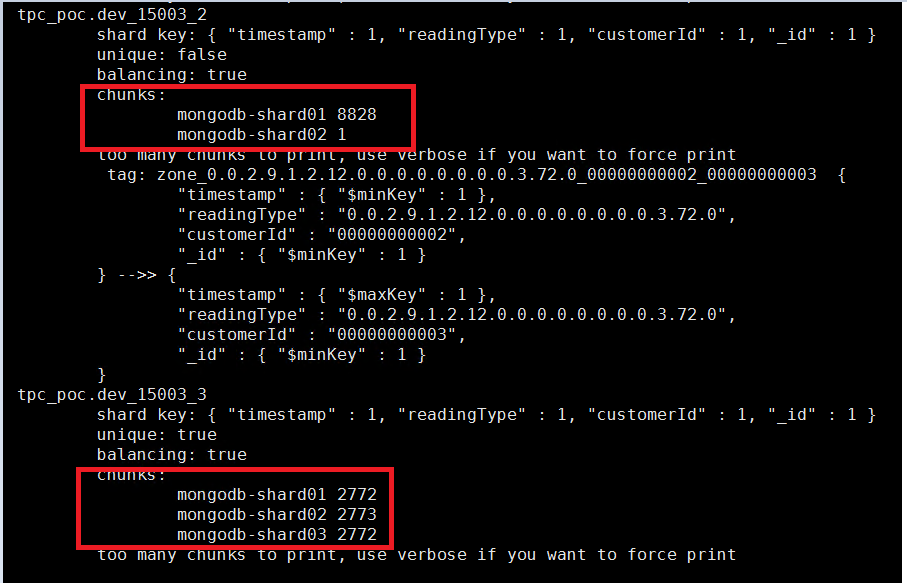 tpc_poc.dev_15003_2
shard key: { "timestamp" : 1, "readingType" : 1, "customerId" : 1, "_id" : 1 }
unique: false
balancing: true
chunks:
mongodb-shard01 8828
mongodb-shard02 1
too many chunks to print, use verbose if you want to force print
tag: zone_0.0.2.9.1.2.12.0.0.0.0.0.0.0.0.3.72.0_00000000002_00000000003 {
"timestamp" : { "$minKey" : 1 },
"readingType" : "0.0.2.9.1.2.12.0.0.0.0.0.0.0.0.3.72.0",
"customerId" : "00000000002",
"_id" : { "$minKey" : 1 }
} -->> {
"timestamp" : { "$maxKey" : 1 },
"readingType" : "0.0.2.9.1.2.12.0.0.0.0.0.0.0.0.3.72.0",
"customerId" : "00000000003",
"_id" : { "$minKey" : 1 }
}
tpc_poc.dev_15003_3
shard key: { "timestamp" : 1, "readingType" : 1, "customerId" : 1, "_id" : 1 }
unique: true
balancing: true
chunks:
mongodb-shard01 2772
mongodb-shard02 2773
mongodb-shard03 2772
too many chunks to print, use verbose if you want to force print